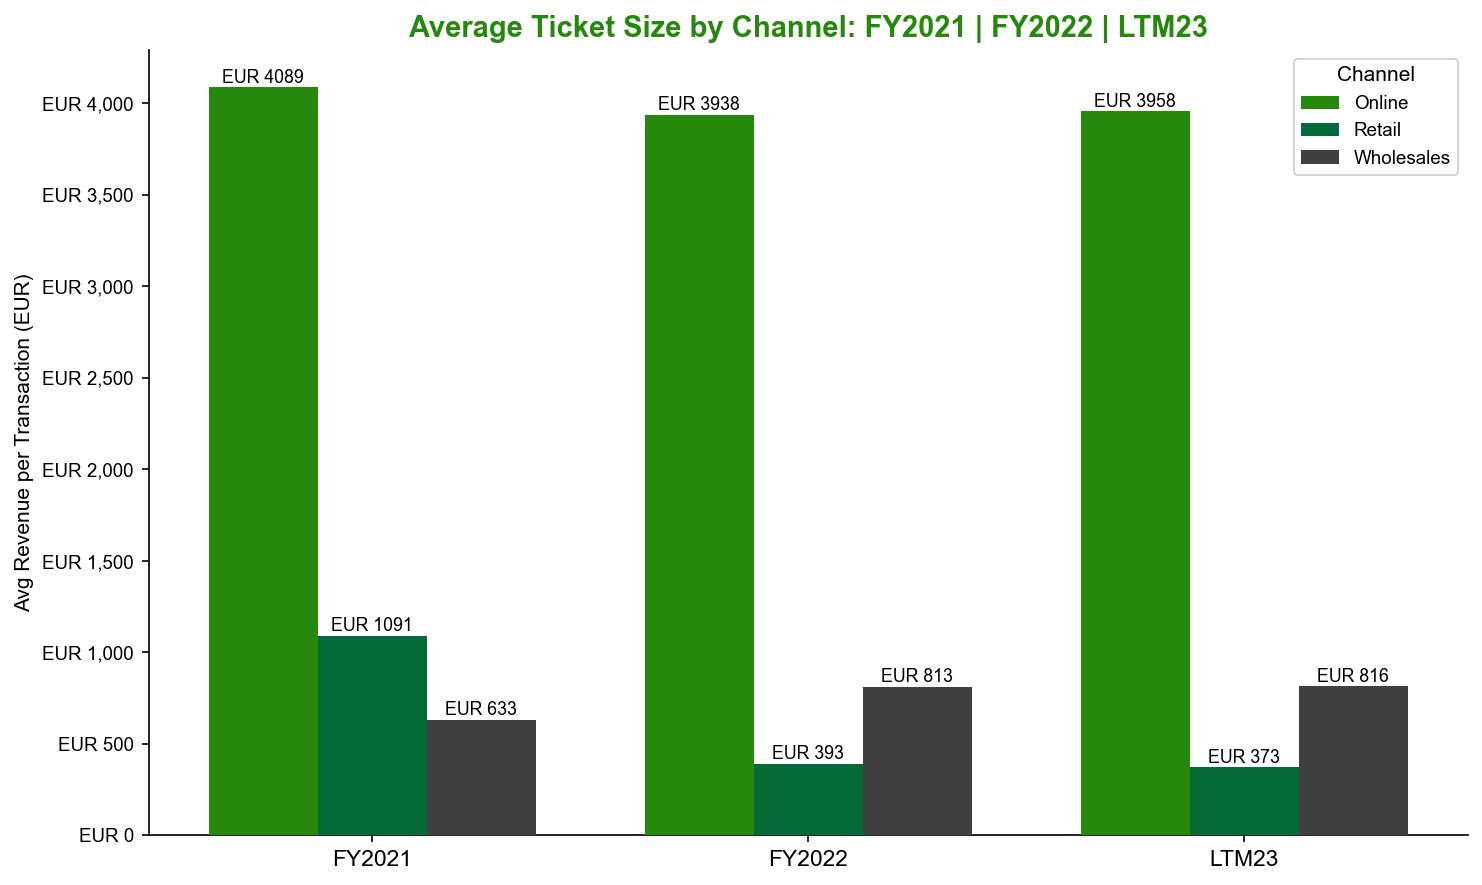 Average Ticket Size by Channel: FY2021 | FY2022 | LTM23
Channel
Online
Retail
Wholesales
Avg Revenue per Transaction (EUR)
EUR 4,000
EUR 3,500
EUR 3,000
EUR 2,500
EUR 2,000
EUR 1,500
EUR 1,000
EUR 500
EUR 0
EUR 4089
EUR 1091
EUR 633
EUR 3938
EUR 393
EUR 813
EUR 3958
EUR 373
EUR 816
FY2021
FY2022
LTM23